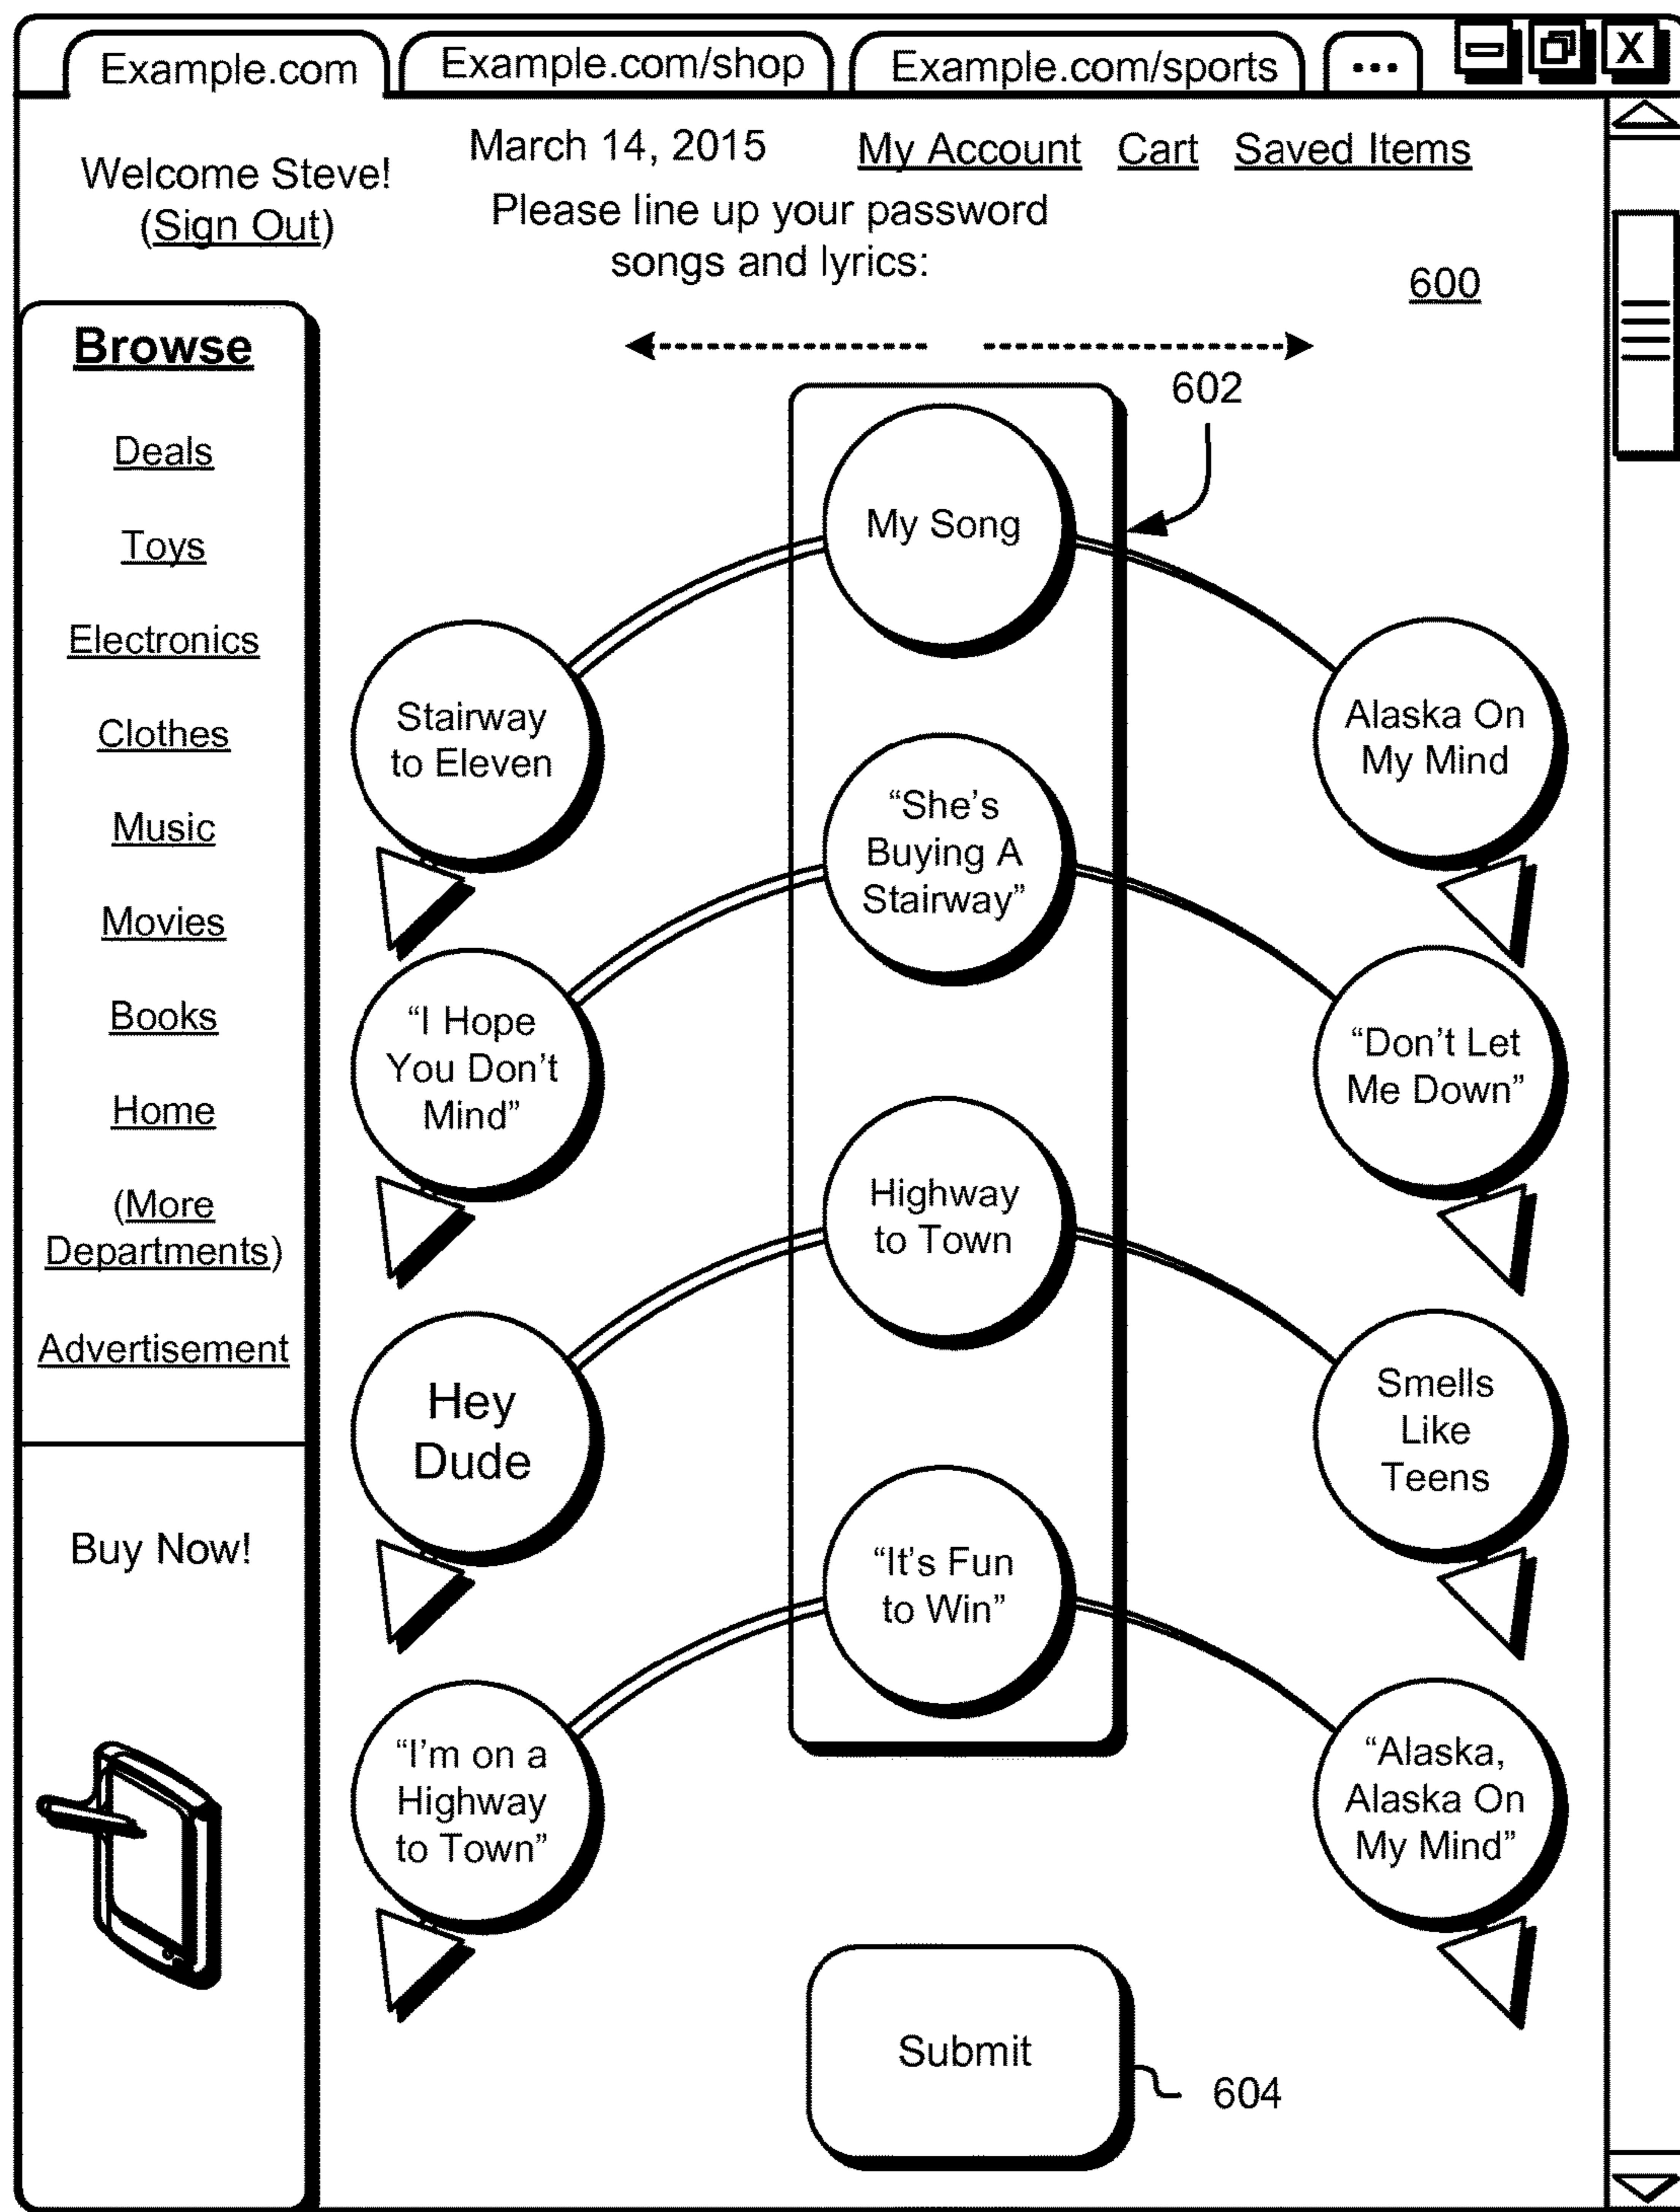 Example.com
Example.com/shop
Example.com/sports
...
X
Welcome Steve!
(Sign Out)
March 14, 2015
My Account
Cart
Saved Items
Please line up your password
songs and lyrics:
600
Browse
Deals
Toys
Electronics
Clothes
Music
Movies
Books
Home
(More
Departments)
Advertisement
Buy Now!
602
My Song
Stairway
to Eleven
Alaska On
My Mind
“She’s
Buying A
Stairway”
“I Hope
You Don’t
Mind”
“Don’t Let
Me Down”
Highway
to Town
Hey
Dude
Smells
Like
Teens
“It’s Fun
to Win”
“I’m on a
Highway
to Town”
“Alaska,
Alaska On
My Mind”
Submit
604